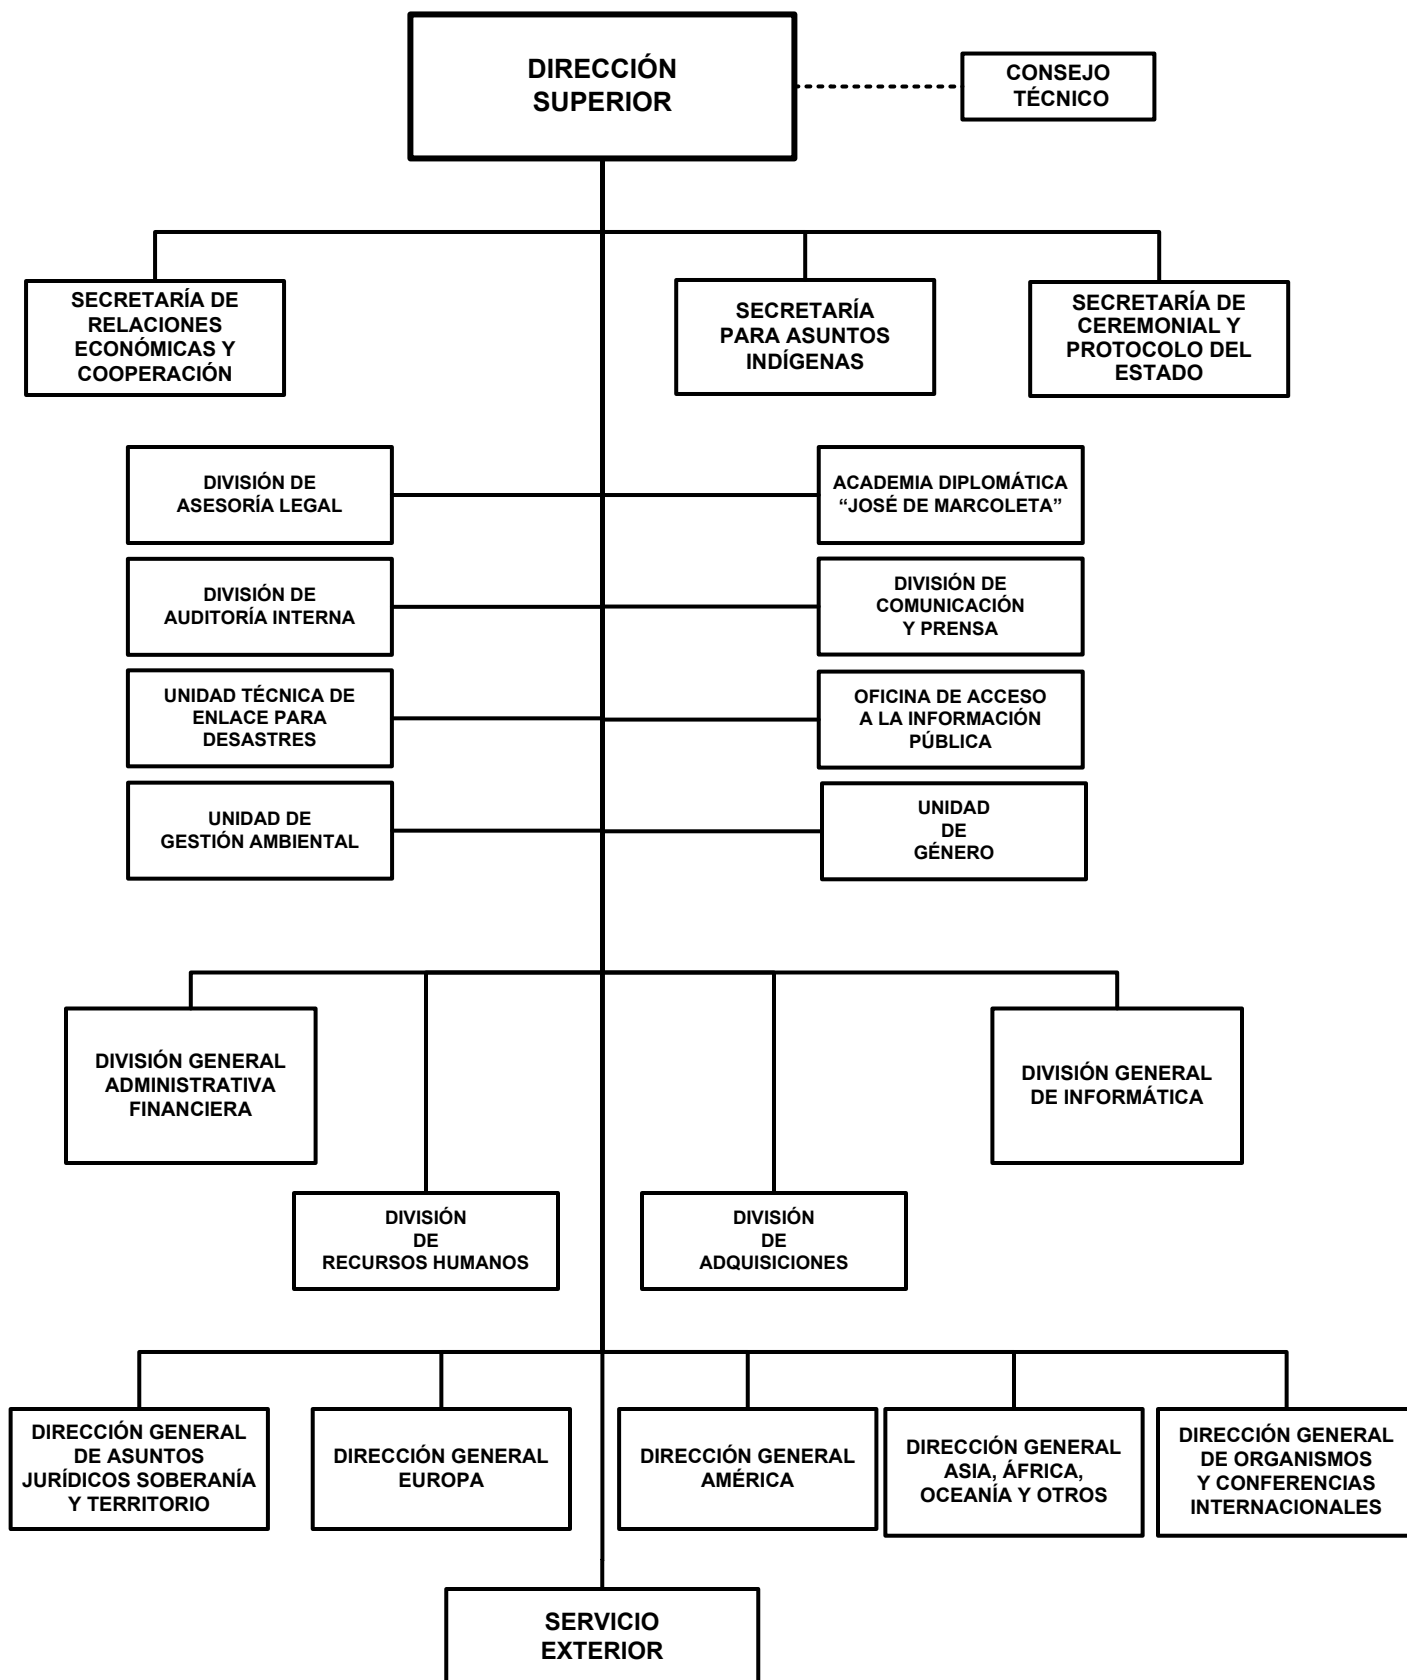 DIRECCIÓN
SUPERIOR
CONSEJO
TÉCNICO
SECRETARÍA DE
RELACIONES
ECONÓMICAS Y
COOPERACIÓN
SECRETARÍA
PARA ASUNTOS
INDÍGENAS
SECRETARÍA DE
CEREMONIAL Y
PROTOCOLO DEL
ESTADO
DIVISIÓN DE
ASESORÍA LEGAL
ACADEMIA DIPLOMÁTICA
“JOSÉ DE MARCOLETA”
DIVISIÓN DE
AUDITORÍA INTERNA
DIVISIÓN DE
COMUNICACIÓN
Y PRENSA
UNIDAD TÉCNICA DE
ENLACE PARA
DESASTRES
OFICINA DE ACCESO
A LA INFORMACIÓN
PÚBLICA
UNIDAD DE
GESTIÓN AMBIENTAL
UNIDAD
DE
GÉNERO
DIVISIÓN GENERAL
ADMINISTRATIVA
FINANCIERA
DIVISIÓN GENERAL
DE INFORMÁTICA
DIVISIÓN
DE
RECURSOS HUMANOS
DIVISIÓN
DE
ADQUISICIONES
DIRECCIÓN GENERAL
DE ASUNTOS
JURÍDICOS SOBERANÍA
Y TERRITORIO
DIRECCIÓN GENERAL
EUROPA
DIRECCIÓN GENERAL
AMÉRICA
DIRECCIÓN GENERAL
ASIA, ÁFRICA,
OCEANÍA Y OTROS
DIRECCIÓN GENERAL
DE ORGANISMOS
Y CONFERENCIAS
INTERNACIONALES
SERVICIO
EXTERIOR